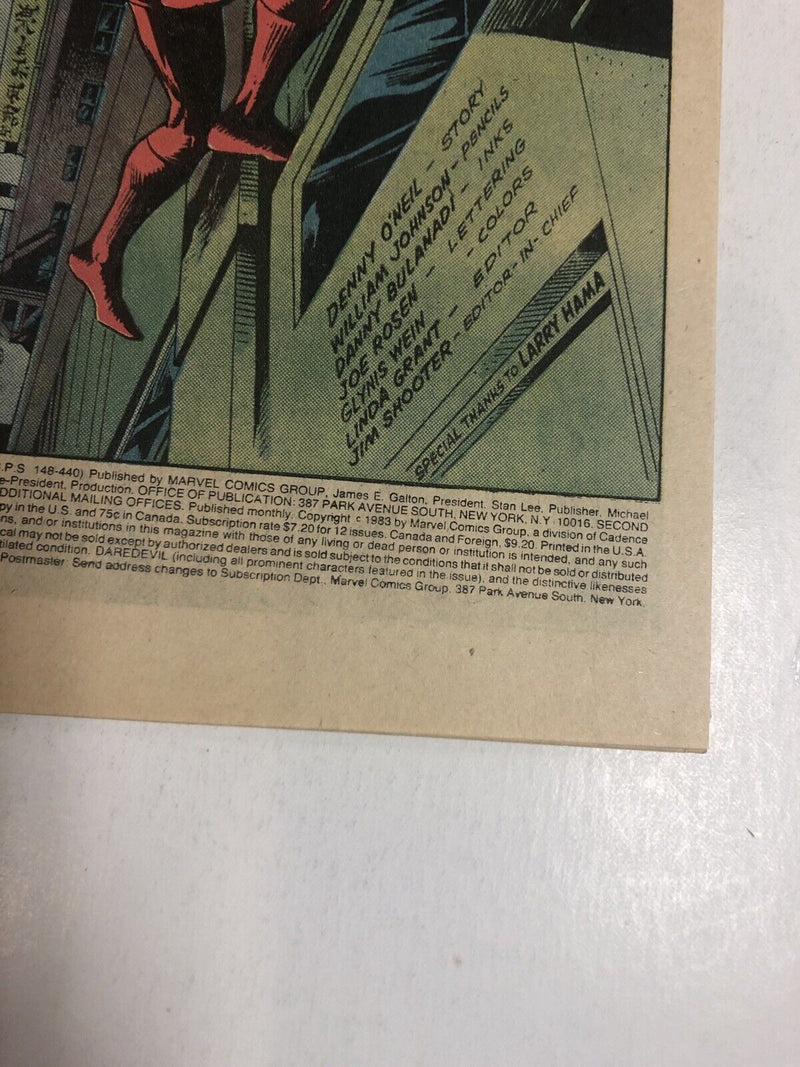 DENNY O'NEIL - STORY
WILLIAM JOHNSON - PENCILS
DANNY BULANADI - INKS
JOE ROSEN - LETTERING
GLYNIS WEIN - COLORS
LINDA GRANT - EDITOR
JIM SHOOTER - EDITOR-IN-CHIEF
SPECIAL THANKS TO LARRY HAMA
.P.S 148-440) Published by MARVEL COMICS GROUP, James E. Galton, President. Stan Lee, Publisher, Michael
e-President, Production. OFFICE OF PUBLICATION: 387 PARK AVENUE SOUTH, NEW YORK, N.Y. 10016. SECOND
DDITIONAL MAILING OFFICES. Published monthly. Copyright © 1983 by Marvel Comics Group, a division of Cadence
py in the U.S. and 75¢ in Canada. Subscription rate $7.20 for 12 issues. Canada and Foreign, $9.20. Printed in the U.S.A.
ns, and/or institutions in this magazine with those of any living or dead person or institution is intended, and any such
cal may not be sold except by authorized dealers and is sold subject to the conditions that it shall not be sold or distributed
tilated condition. DAREDEVIL (including all prominent characters featured in the issue), and the distinctive likenesses
Postmaster: Send address changes to Subscription Dept., Marvel Comics Group, 387 Park Avenue South, New York,